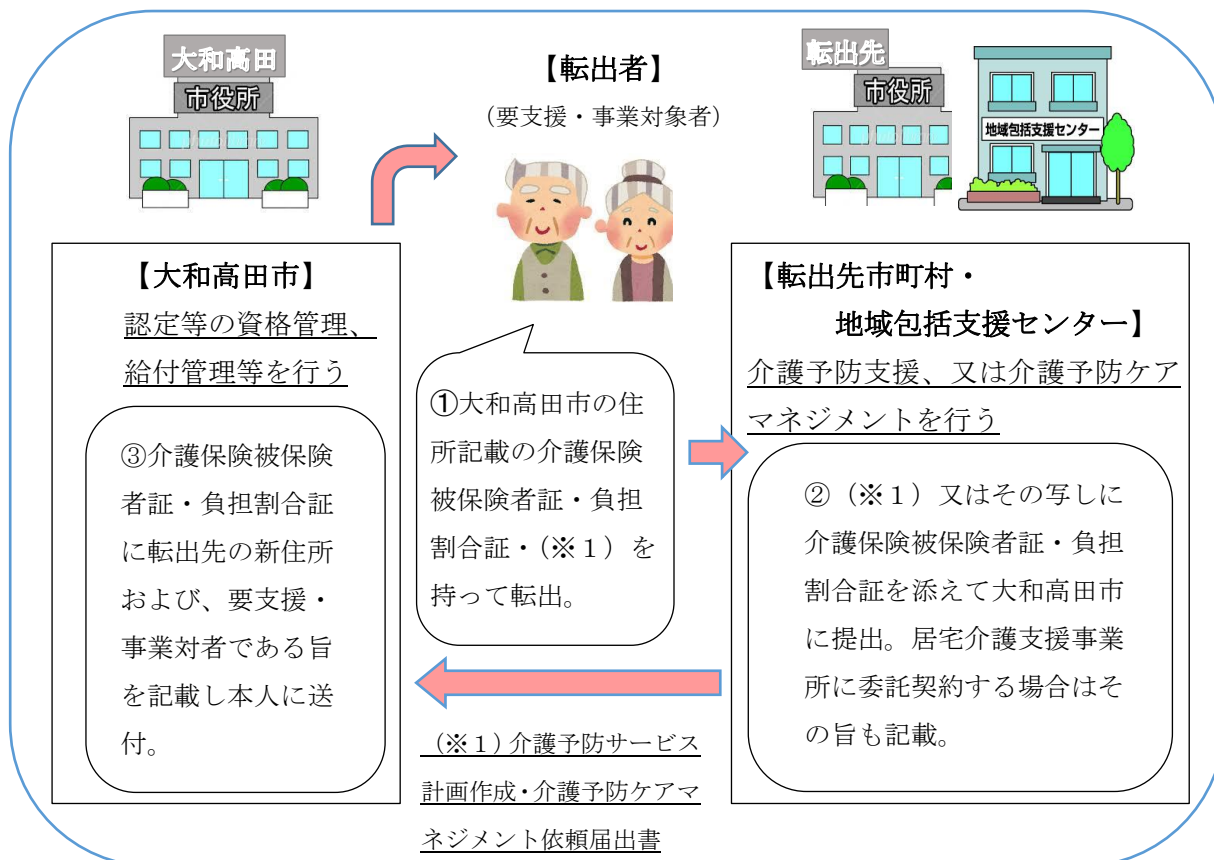 大和高田
市役所
【転出者】
(要支援・事業対象者)
転出先
市役所
地域包括支援センター
【大和高田市】
認定等の資格管理、
給付管理等を行う
③介護保険被保険
者証・負担割合証
に転出先の新住所
および、要支援・
事業対者である旨
を記載し本人に送
付。
①大和高田市の住
所記載の介護保険
被保険者証・負担
割合証・(※1)を
持って転出。
【転出先市町村・
地域包括支援センター】
介護予防支援、又は介護予防ケア
マネジメントを行う
②(※1)又はその写しに
介護保険被保険者証・負担
割合証を添えて大和高田市
に提出。居宅介護支援事業
所に委託契約する場合はそ
の旨も記載。
(※1)介護予防サービス
計画作成・介護予防ケアマ
ネジメント依頼届出書